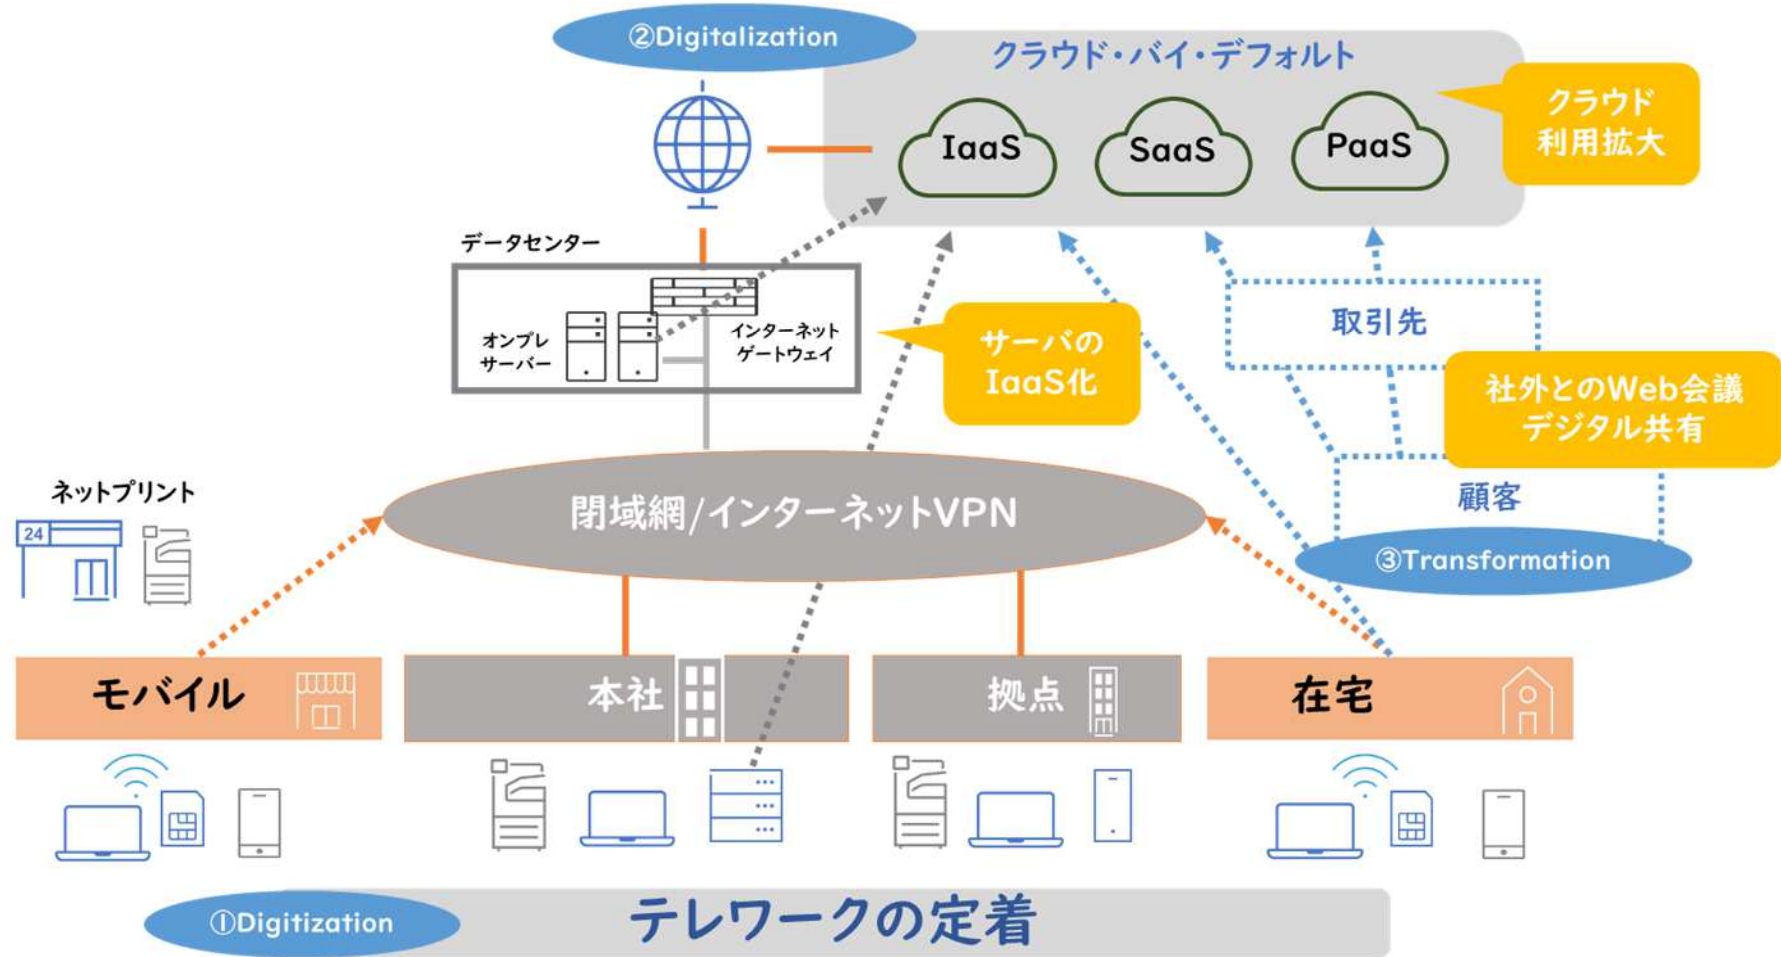 ②Digitalization
クラウド・バイ・デフォルト
IaaS
SaaS
PaaS
クラウド
利用拡大
データセンター
オンプレ
サーバー
インターネット
ゲートウェイ
サーバの
IaaS化
取引先
社外とのWeb会議
デジタル共有
顧客
③Transformation
ネットプリント
24
閉域網/インターネットVPN
モバイル
本社
拠点
在宅
①Digitization
テレワークの定着